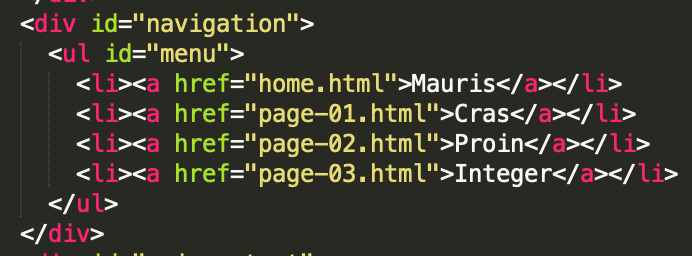 <div id="navigation">
<ul id="menu">
<li><a href="home.html">Mauris</a></li>
<li><a href="page-01.html">Cras</a></li>
<li><a href="page-02.html">Proin</a></li>
<li><a href="page-03.html">Integer</a></li>
</ul>
</div>